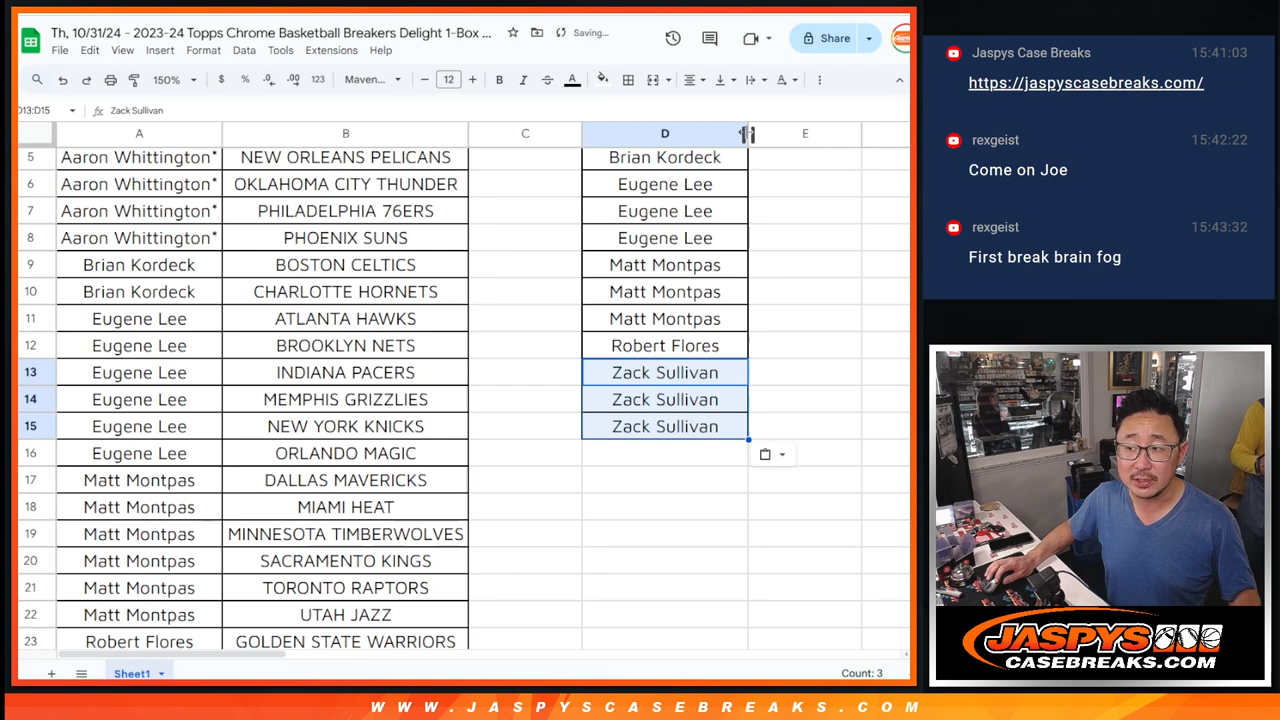 Th, 10/31/24 - 2023-24 Topps Chrome Basketball Breakers Delight 1-Box ...
Saving...
File Edit View Insert Format Data Tools Extensions Help
Share
150% $ % .0 .00 123 Maven... 12 B I A
D13:D15 fx Zack Sullivan
A B C D E
5 Aaron Whittington* NEW ORLEANS PELICANS Brian Kordeck
6 Aaron Whittington* OKLAHOMA CITY THUNDER Eugene Lee
7 Aaron Whittington* PHILADELPHIA 76ERS Eugene Lee
8 Aaron Whittington* PHOENIX SUNS Eugene Lee
9 Brian Kordeck BOSTON CELTICS Matt Montpas
10 Brian Kordeck CHARLOTTE HORNETS Matt Montpas
11 Eugene Lee ATLANTA HAWKS Matt Montpas
12 Eugene Lee BROOKLYN NETS Robert Flores
13 Eugene Lee INDIANA PACERS Zack Sullivan
14 Eugene Lee MEMPHIS GRIZZLIES Zack Sullivan
15 Eugene Lee NEW YORK KNICKS Zack Sullivan
16 Eugene Lee ORLANDO MAGIC
17 Matt Montpas DALLAS MAVERICKS
18 Matt Montpas MIAMI HEAT
19 Matt Montpas MINNESOTA TIMBERWOLVES
20 Matt Montpas SACRAMENTO KINGS
21 Matt Montpas TORONTO RAPTORS
22 Matt Montpas UTAH JAZZ
23 Robert Flores GOLDEN STATE WARRIORS
Sheet1
Count: 3
Jaspys Case Breaks 15:41:03
https://jaspyscasebreaks.com/
rexgeist 15:42:22
Come on Joe
rexgeist 15:43:32
First break brain fog
JASPYS
CASEBREAKS.COM
WWW.JASPYSCASEBREAKS.COM